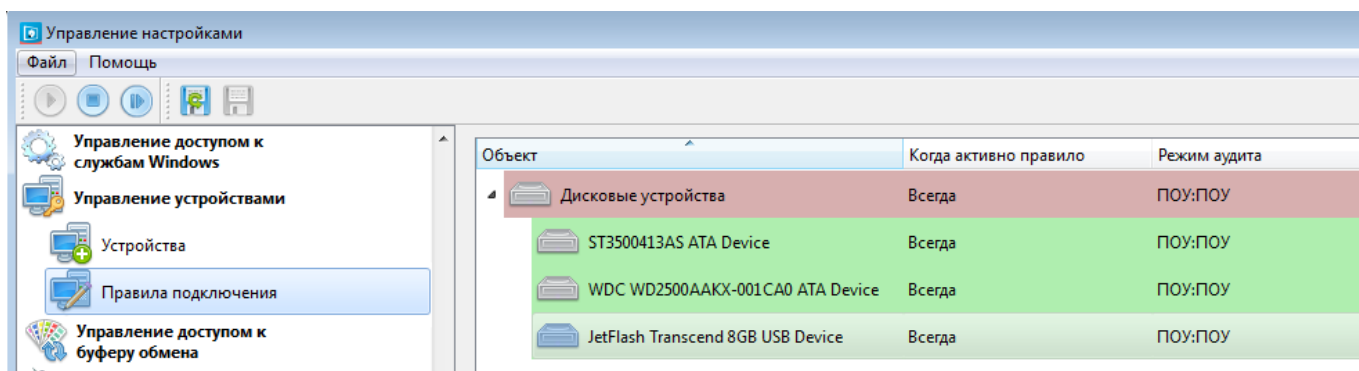 Управление настройками
Файл Помощь
Управление доступом к
службам Windows
Управление устройствами
Устройства
Правила подключения
Управление доступом к
буферу обмена
Объект Когда активно правило Режим аудита
Дисковые устройства Всегда ПОУ:ПОУ
ST3500413AS ATA Device Всегда ПОУ:ПОУ
WDC WD2500AAKX-001CA0 ATA Device Всегда ПОУ:ПОУ
JetFlash Transcend 8GB USB Device Всегда ПОУ:ПОУ